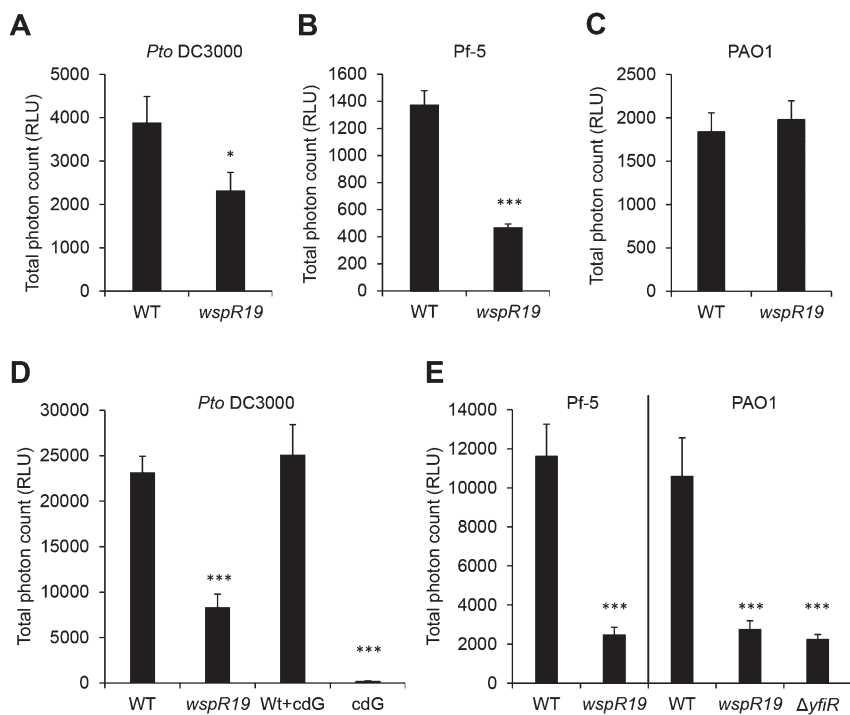 A
Pto DC3000
Total photon count (RLU)
5000
4000
3000
2000
1000
0
*
WT
wspR19
B
Pf-5
Total photon count (RLU)
1600
1400
1200
1000
800
600
400
200
0
***
WT
wspR19
C
PAO1
Total photon count (RLU)
2500
2000
1500
1000
500
0
WT
wspR19
D
Pto DC3000
Total photon count (RLU)
30000
25000
20000
15000
10000
5000
0
***
***
WT
wspR19
Wt+cdG
cdG
E
Pf-5
PAO1
Total photon count (RLU)
14000
12000
10000
8000
6000
4000
2000
0
***
***
***
WT
wspR19
WT
wspR19
ΔyfiR